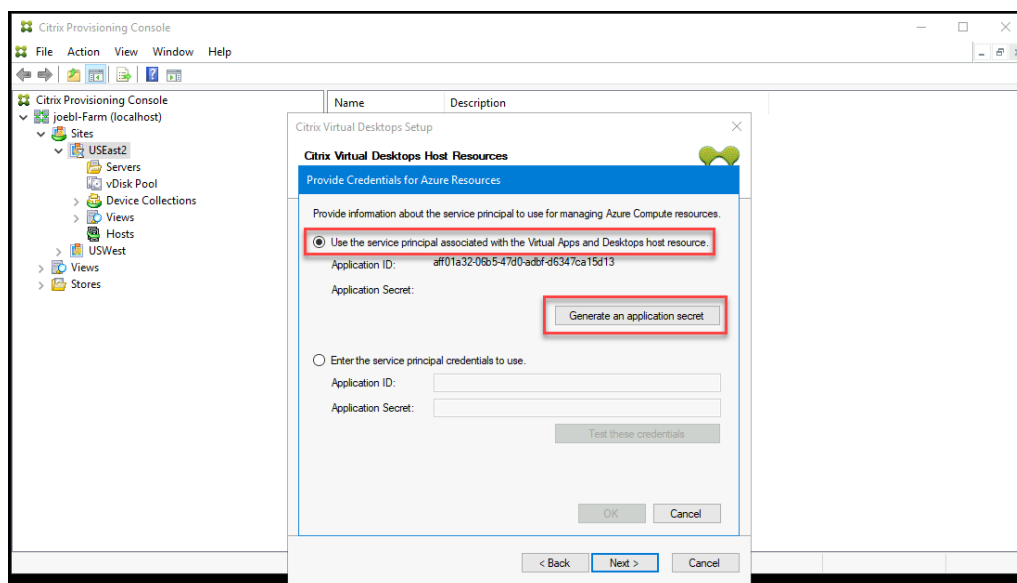 Citrix Provisioning Console
File Action View Window Help
Citrix Provisioning Console
joebl-Farm (localhost)
Sites
USEast2
Servers
vDisk Pool
Device Collections
Views
Hosts
USWest
Views
Stores
Name Description
Citrix Virtual Desktops Setup
Citrix Virtual Desktops Host Resources
Provide Credentials for Azure Resources
Provide information about the service principal to use for managing Azure Compute resources.
Use the service principal associated with the Virtual Apps and Desktops host resource.
Application ID: aff01a32-06b5-47d0-adbf-d6347ca15d13
Application Secret:
Generate an application secret
Enter the service principal credentials to use.
Application ID:
Application Secret:
Test these credentials
OK Cancel
< Back Next > Cancel